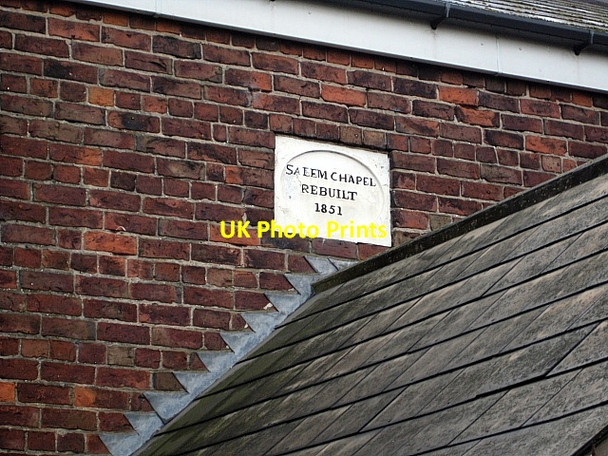 SALEM CHAPEL
REBUILT
1851
UK Photo Prints